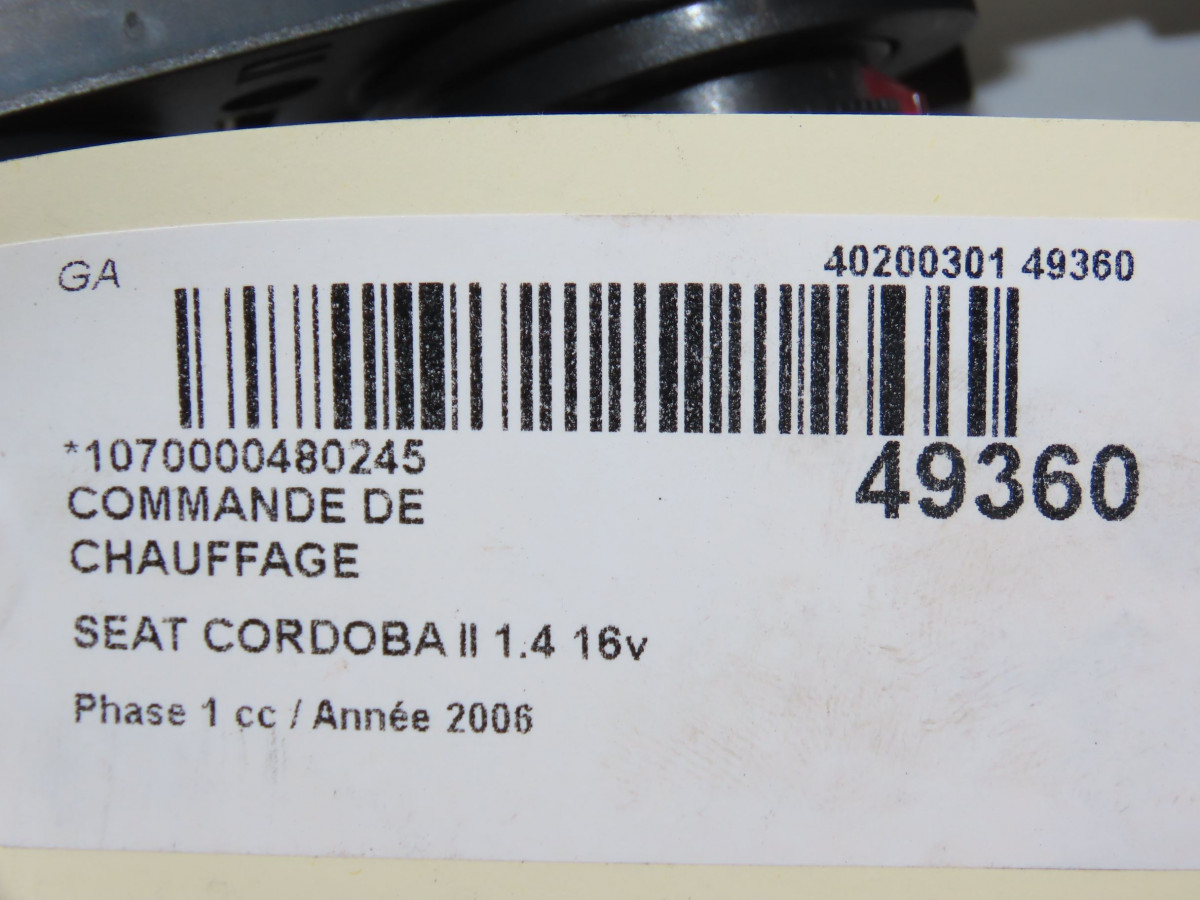 GA
40200301 49360
*1070000480245
49360
COMMANDE DE
CHAUFFAGE
SEAT CORDOBA II 1.4 16v
Phase 1 cc / Année 2006